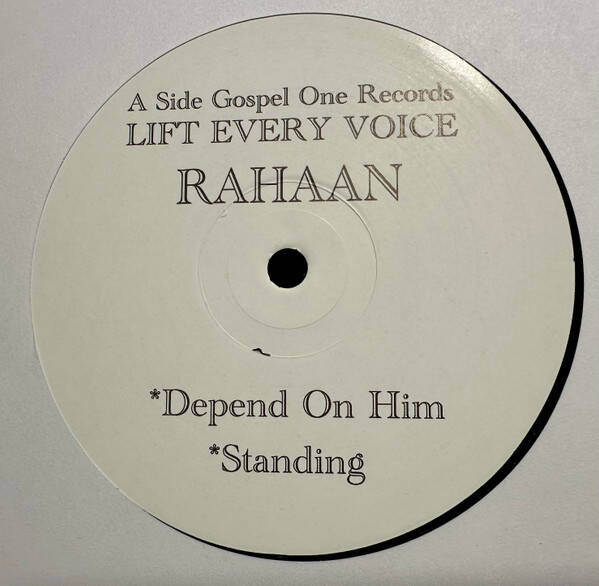 A Side Gospel One Records
LIFT EVERY VOICE
RAHAAN
*Depend On Him
*Standing